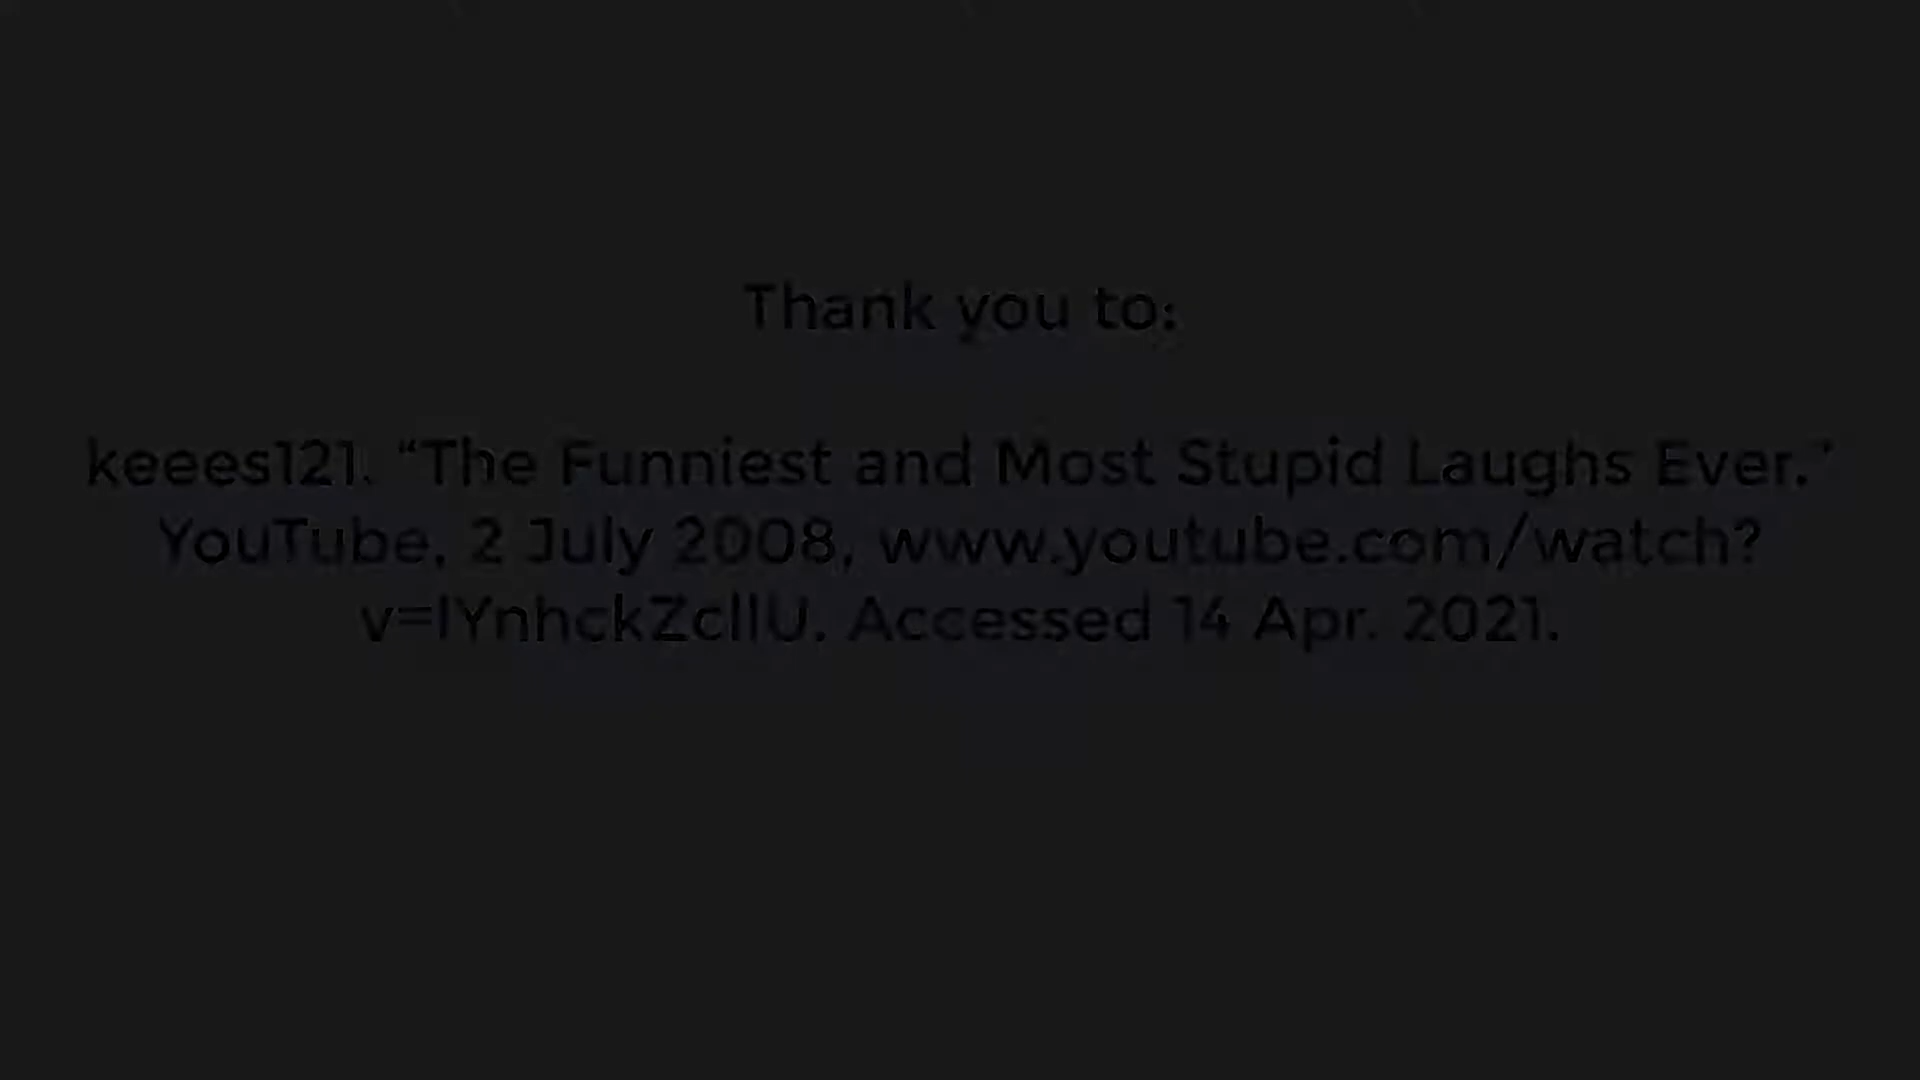 Thank you to:
keees121. “The Funniest and Most Stupid Laughs Ever.”
YouTube, 2 July 2008, www.youtube.com/watch?
v=IYnhckZcllU. Accessed 14 Apr. 2021.